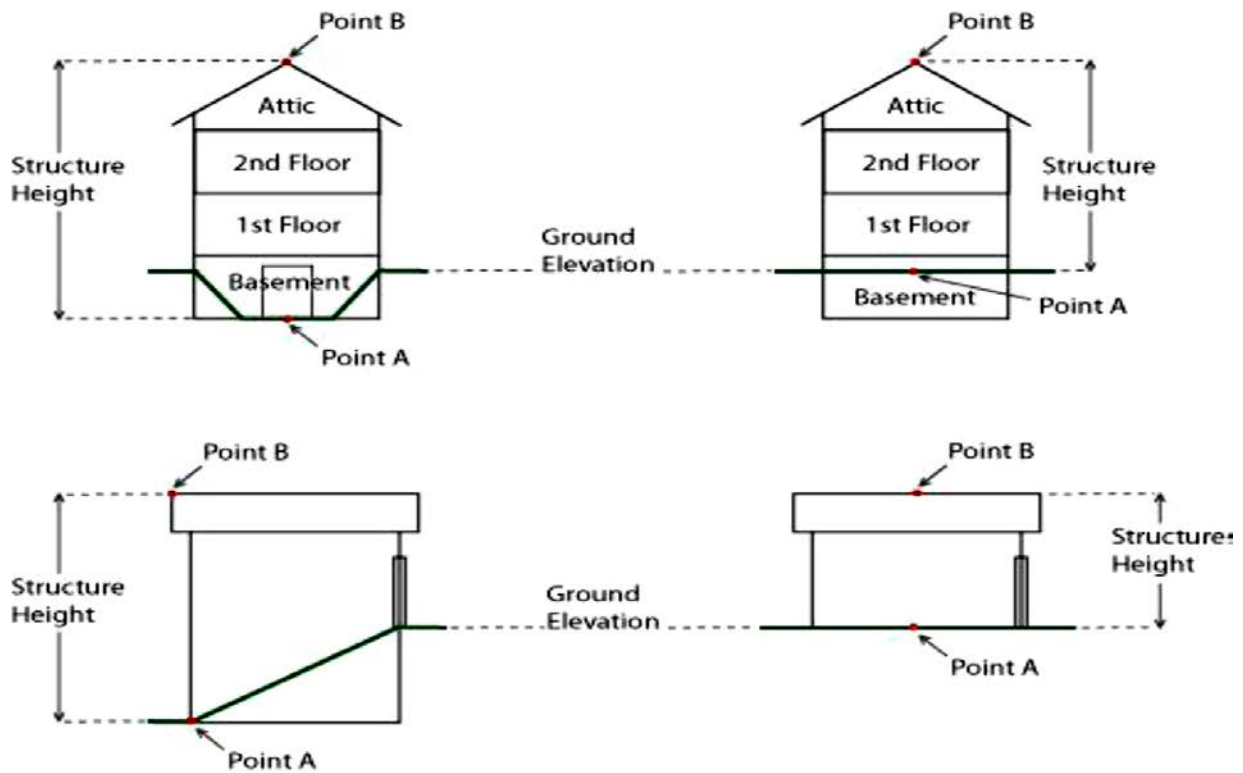 Point B
Attic
2nd Floor
Structure
Height
1st Floor
Basement
Point A
Ground
Elevation
Point B
Attic
2nd Floor
Structure
Height
1st Floor
Basement
Point A
Point B
Structure
Height
Point A
Ground
Elevation
Point B
Structures
Height
Point A